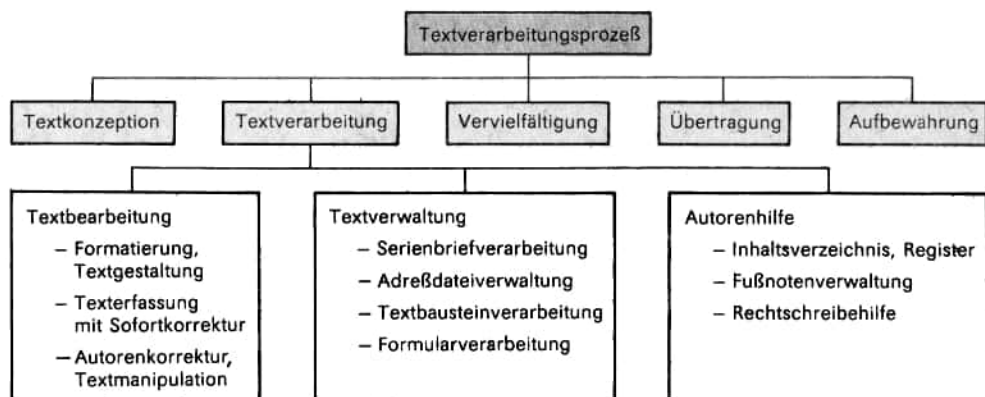 Textverarbeitungsprozeß
Textkonzeption
Textverarbeitung
Vervielfältigung
Übertragung
Aufbewahrung
Textbearbeitung
– Formatierung,
Textgestaltung
– Texterfassung
mit Sofortkorrektur
– Autorenkorrektur,
Textmanipulation
Textverwaltung
– Serienbriefverarbeitung
– Adreßdateiverwaltung
– Textbausteinverarbeitung
– Formularverarbeitung
Autorenhilfe
– Inhaltsverzeichnis, Register
– Fußnotenverwaltung
– Rechtschreibehilfe